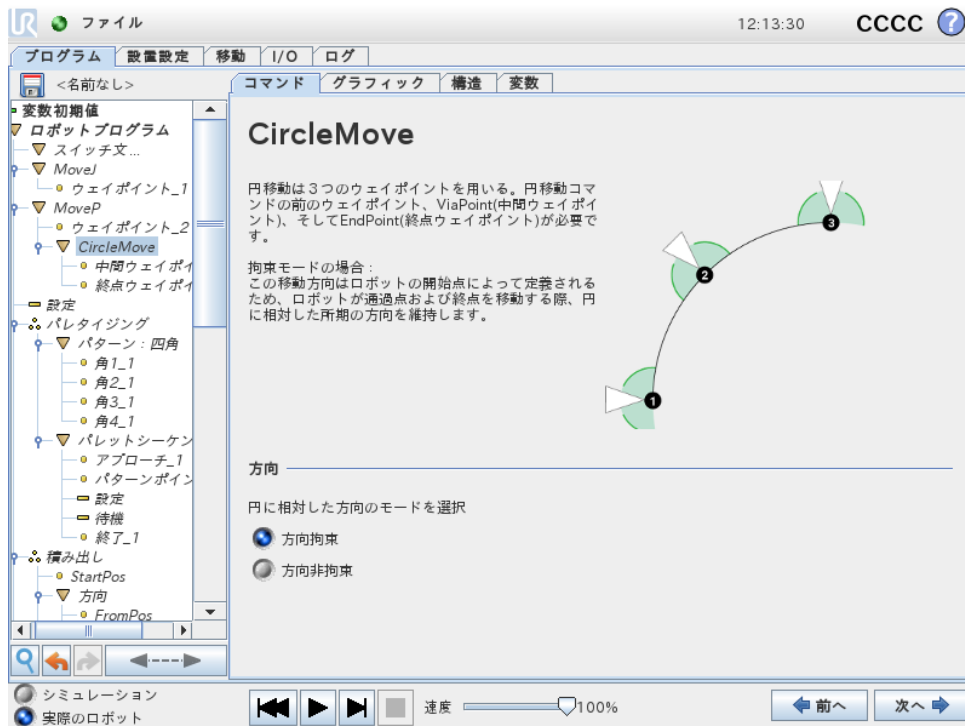 UR ファイル 12:13:30 CCCC ?
プログラム 設置設定 移動 I/O ログ
<名前なし>
コマンド グラフィック 構造 変数
変数初期値
ロボットプログラム
スイッチ文...
MoveJ
ウェイポイント_1
MoveP
ウェイポイント_2
CircleMove
中間ウェイポイ
終点ウェイポイ
設定
パレタイジング
パターン：四角
角1_1
角2_1
角3_1
角4_1
パレットシーケン
アプローチ_1
パターンポイン
設定
待機
終了_1
積み出し
StartPos
方向
FromPos
CircleMove
円移動は３つのウェイポイントを用いる。円移動コマ
ンドの前のウェイポイント、ViaPoint(中間ウェイポイ
ント)、そしてEndPoint(終点ウェイポイント)が必要で
す。
拘束モードの場合：
この移動方向はロボットの開始点によって定義される
ため、ロボットが通過点および終点を移動する際、円
に相対した所期の方向を維持します。
3
2
1
方向
円に相対した方向のモードを選択
方向拘束
方向非拘束
シミュレーション
実際のロボット
速度 100%
前へ 次へ